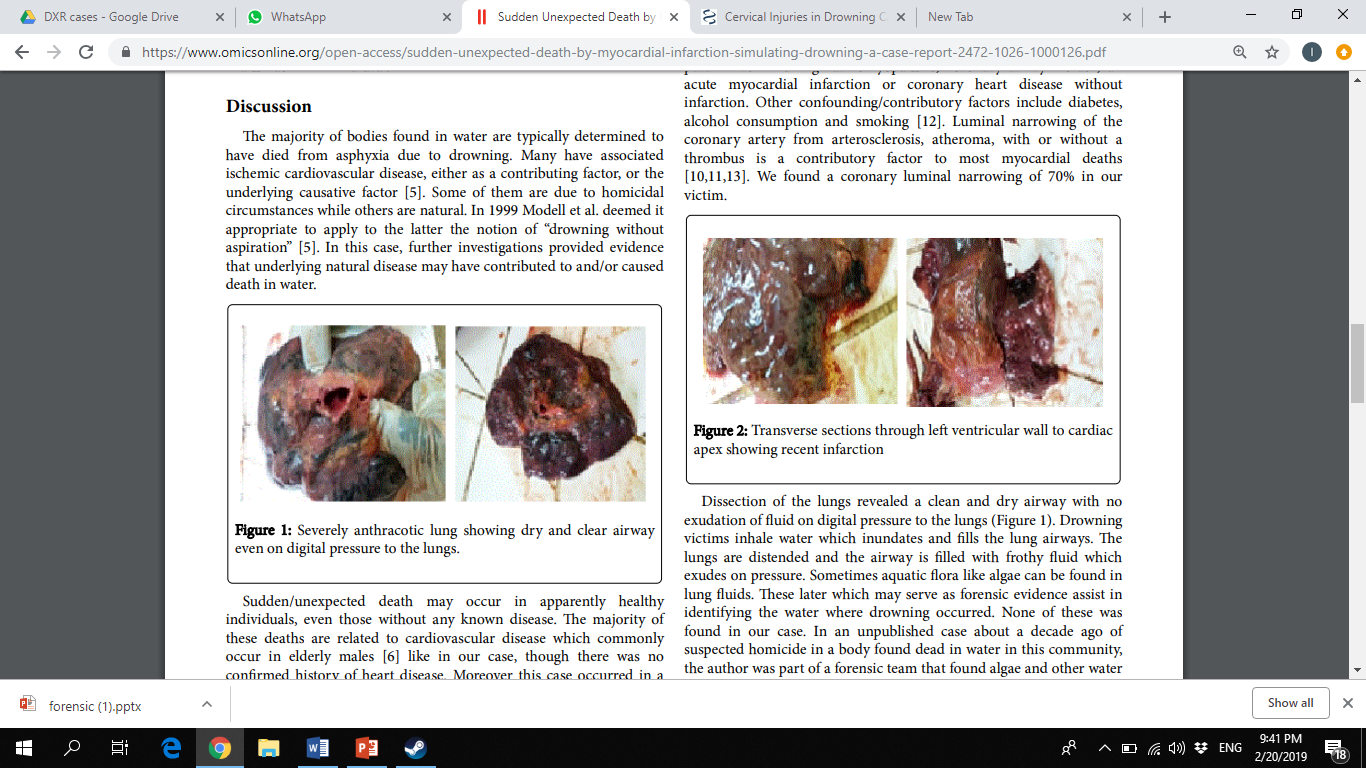 DXR cases - Google Drive
WhatsApp
Sudden Unexpected Death by
Cervical Injuries in Drowning C
New Tab
https://www.omicsonline.org/open-access/sudden-unexpected-death-by-myocardial-infarction-simulating-drowning-a-case-report-2472-1026-1000126.pdf
I
Discussion
The majority of bodies found in water are typically determined to
have died from asphyxia due to drowning. Many have associated
ischemic cardiovascular disease, either as a contributing factor, or the
underlying causative factor [5]. Some of them are due to homicidal
circumstances while others are natural. In 1999 Modell et al. deemed it
appropriate to apply to the latter the notion of “drowning without
aspiration” [5]. In this case, further investigations provided evidence
that underlying natural disease may have contributed to and/or caused
death in water.
Figure 1: Severely anthracotic lung showing dry and clear airway
even on digital pressure to the lungs.
Sudden/unexpected death may occur in apparently healthy
individuals, even those without any known disease. The majority of
these deaths are related to cardiovascular disease which commonly
occur in elderly males [6] like in our case, though there was no
confirmed history of heart disease. Moreover this case occurred in a
acute myocardial infarction or coronary heart disease without
infarction. Other confounding/contributory factors include diabetes,
alcohol consumption and smoking [12]. Luminal narrowing of the
coronary artery from arterosclerosis, atheroma, with or without a
thrombus is a contributory factor to most myocardial deaths
[10,11,13]. We found a coronary luminal narrowing of 70% in our
victim.
Figure 2: Transverse sections through left ventricular wall to cardiac
apex showing recent infarction
Dissection of the lungs revealed a clean and dry airway with no
exudation of fluid on digital pressure to the lungs (Figure 1). Drowning
victims inhale water which inundates and fills the lung airways. The
lungs are distended and the airway is filled with frothy fluid which
exudes on pressure. Sometimes aquatic flora like algae can be found in
lung fluids. These later which may serve as forensic evidence assist in
identifying the water where drowning occurred. None of these was
found in our case. In an unpublished case about a decade ago of
suspected homicide in a body found dead in water in this community,
the author was part of a forensic team that found algae and other water
forensic (1).pptx
Show all
ENG
9:41 PM
2/20/2019
18